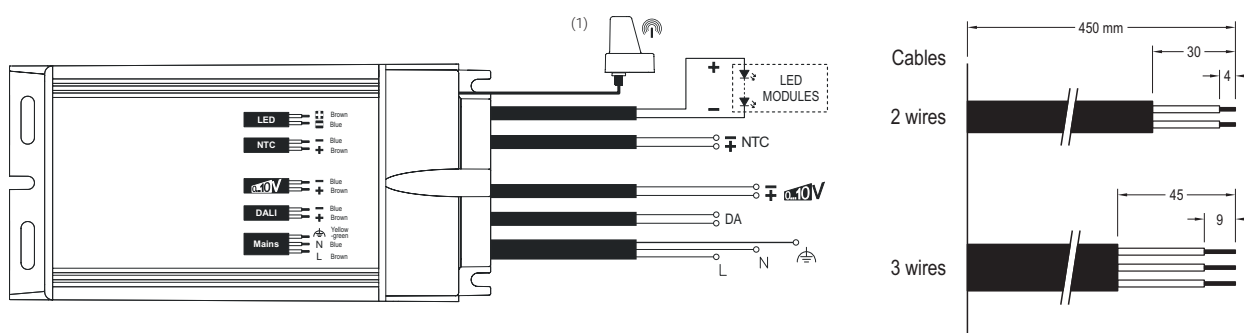 (1)
LED
+ Brown
− Blue
NTC
− Blue
+ Brown
0...10V
− Blue
+ Brown
DALI
− Blue
+ Brown
Mains
Yellow
-green
N Blue
L Brown
+
−
LED
MODULES
NTC
0...10V
DA
L
N
Cables
450 mm
30
4
2 wires
45
9
3 wires